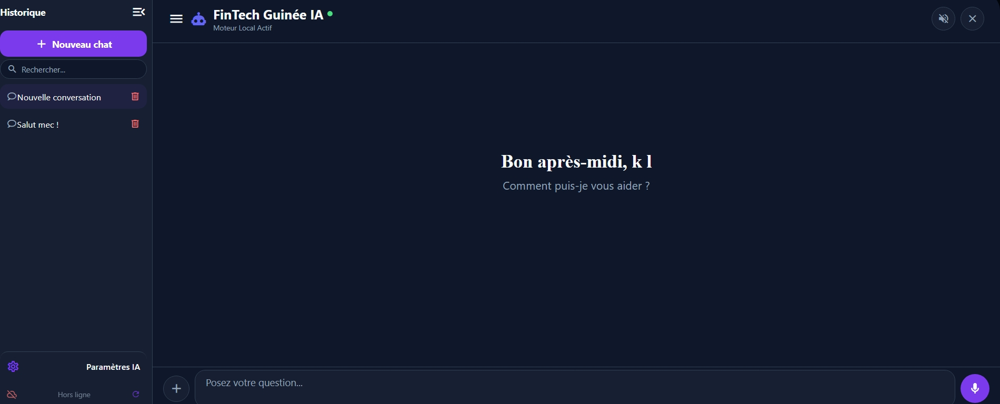 Historique
Nouveau chat
Rechercher...
Nouvelle conversation
Salut mec !
Paramètres IA
Hors ligne
FinTech Guinée IA
Moteur Local Actif
Bon après-midi, k l
Comment puis-je vous aider ?
Posez votre question...